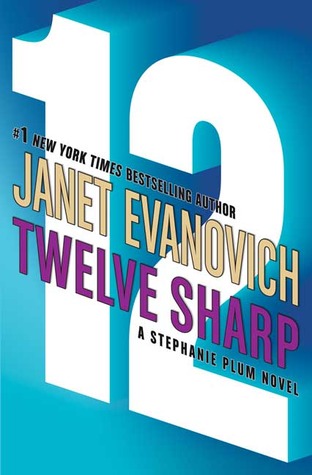 12
#1 NEW YORK TIMES BESTSELLING AUTHOR
JANET EVANOVICH
TWELVE SHARP
A STEPHANIE PLUM NOVEL